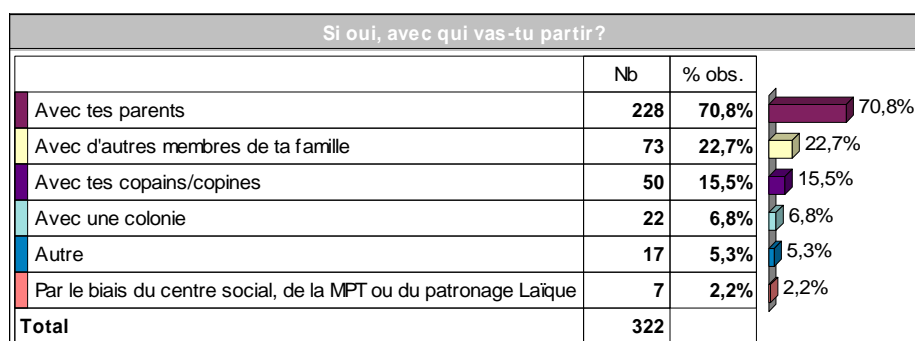 Si oui, avec qui vas-tu partir?
Nb % obs.
Avec tes parents 228 70,8% 70,8%
Avec d'autres membres de ta famille 73 22,7% 22,7%
Avec tes copains/copines 50 15,5% 15,5%
Avec une colonie 22 6,8% 6,8%
Autre 17 5,3% 5,3%
Par le biais du centre social, de la MPT ou du patronage Laïque 7 2,2% 2,2%
Total 322